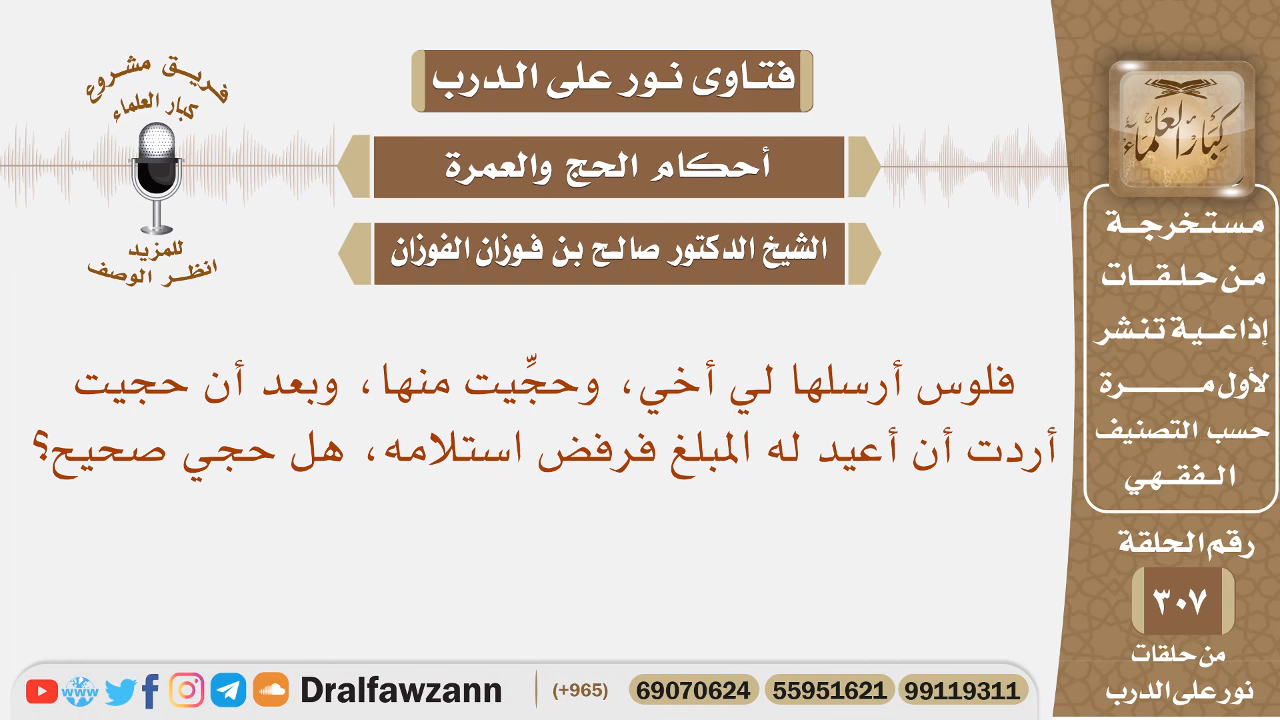 فتاوى نور على الدرب
أحكام الحج والعمرة
الشيخ الدكتور صالح بن فوزان الفوزان
فلوس أرسلها لي أخي، وحجِّيت منها، وبعد أن حجيت
أردت أن أعيد له المبلغ فرفض استلامه، هل حجي صحيح؟
كبار العلماء
مستخرجة
من حلقات
إذاعية تنشر
لأول مرة
حسب التصنيف
الفقهي
رقم الحلقة
٣٠٧
من حلقات
نور على الدرب
فريق مشروع
كبار العلماء
للمزيد
انظر الوصف
www
Dralfawzann
(+965)
69070624
55951621
99119311